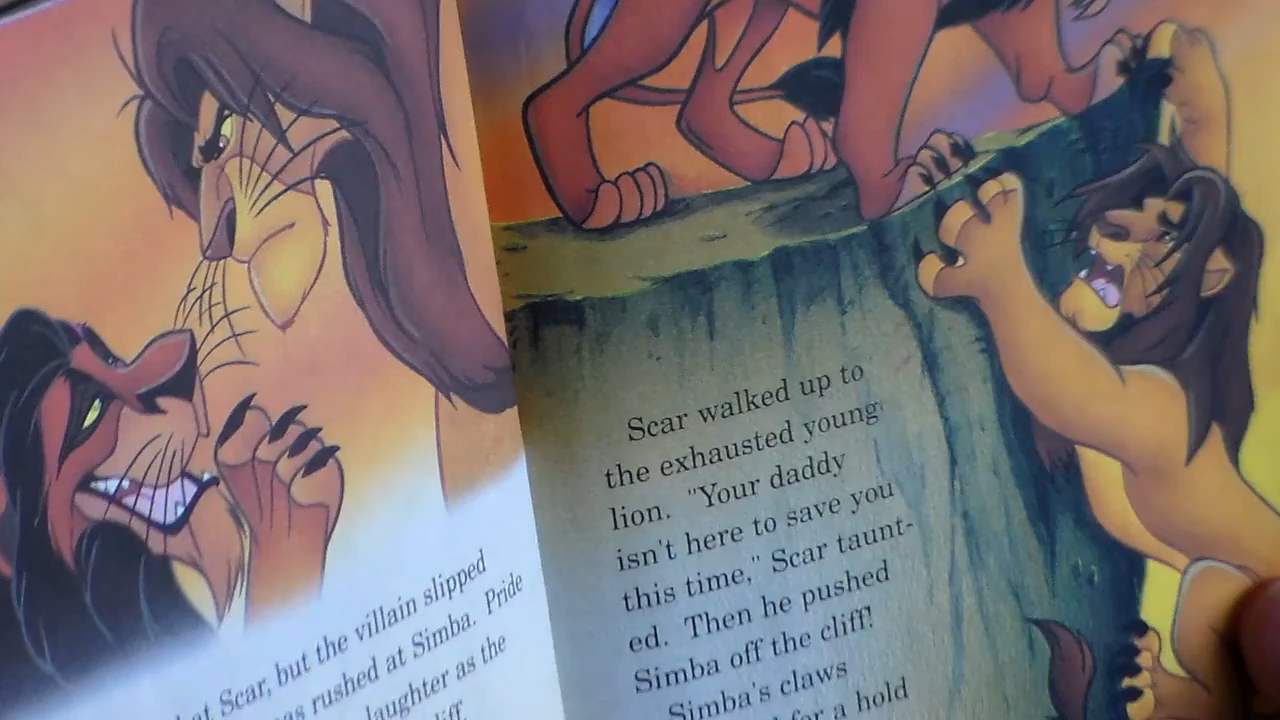 at Scar, but the villain slipped
as rushed at Simba. Pride
laughter as the
Scar walked up to
the exhausted young
lion. "Your daddy
isn't here to save you
this time," Scar taunt-
ed. Then he pushed
Simba off the cliff!
Simba's claws
for a hold